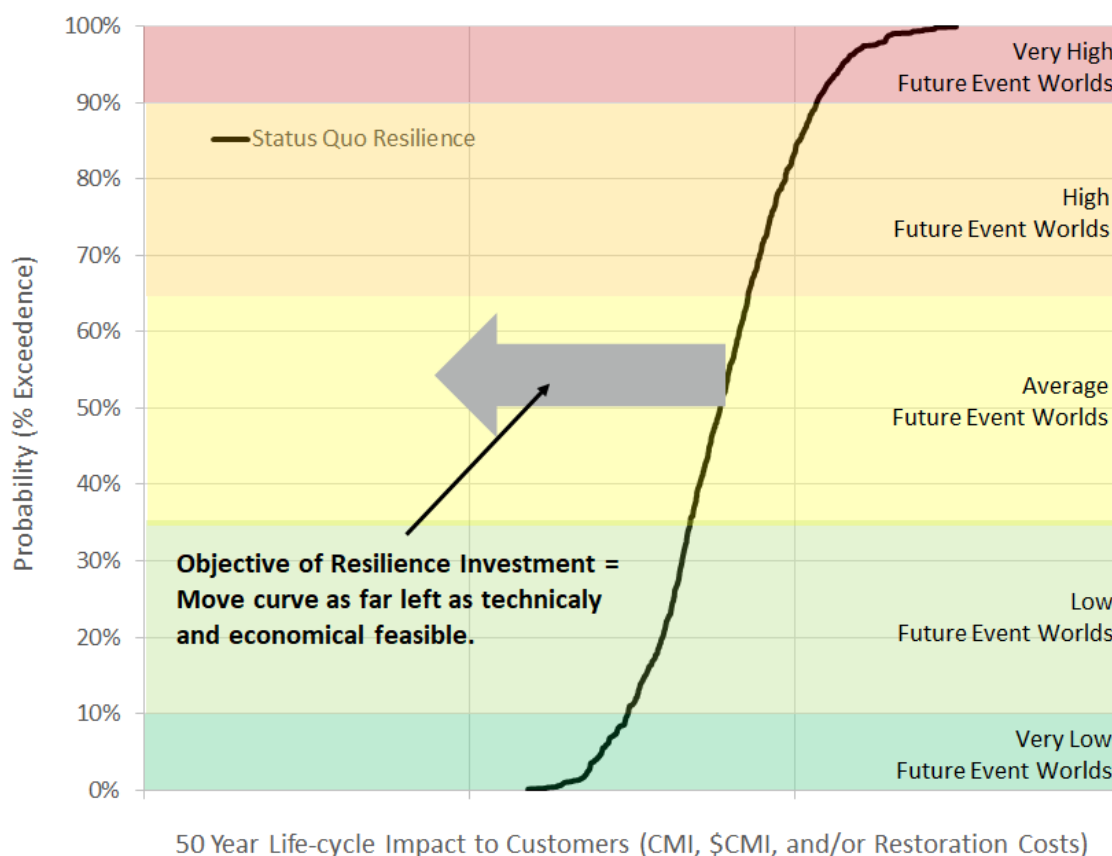 100%
Very High
Future Event Worlds
90%
Status Quo Resilience
80%
High
Future Event Worlds
70%
60%
Average
Future Event Worlds
50%
40%
Objective of Resilience Investment =
Move curve as far left as technicaly
and economical feasible.
30%
Low
Future Event Worlds
20%
10%
Very Low
Future Event Worlds
0%
Probability (% Exceedence)
50 Year Life-cycle Impact to Customers (CMI, $CMI, and/or Restoration Costs)